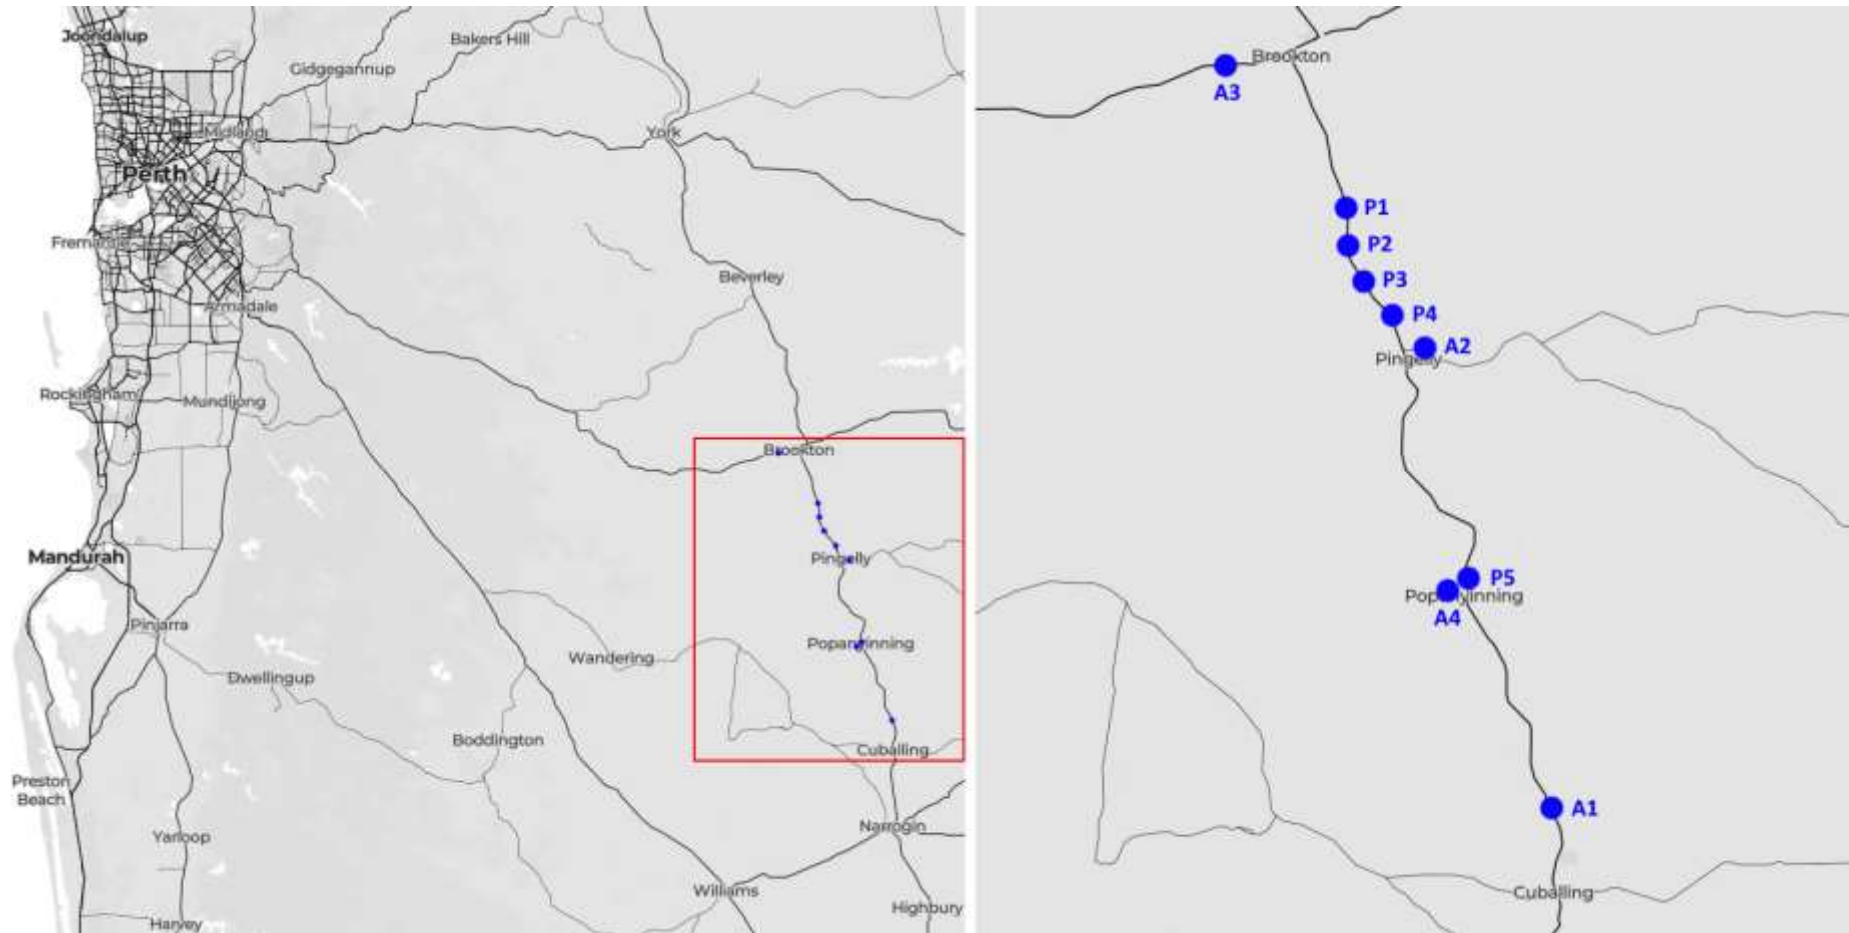 Joondalup
Bakers Hill
Gidgegannup
Midland
York
Perth
Fremantle
Beverley
Armadale
Rockingham
Mundijong
Brookton
Mandurah
Pingelly
Pinjarra
Popanyinning
Wandering
Dwellingup
Boddington
Cuballing
Preston
Beach
Yarloop
Narrogin
Williams
Highbury
Harvey
Brookton
A3
P1
P2
P3
P4
A2
Pingelly
P5
Popanyinning
A4
A1
Cuballing